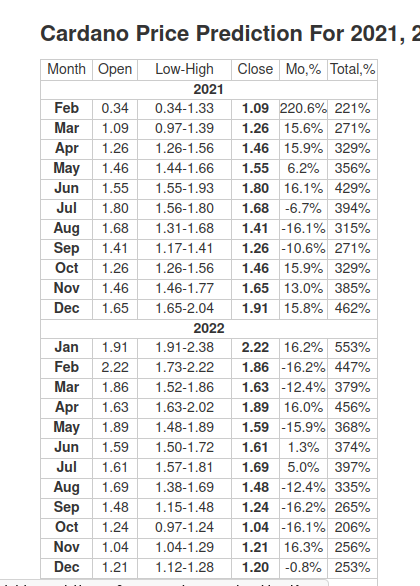 Cardano Price Prediction For 2021, 2
Month Open Low-High Close Mo,% Total,%
2021
Feb 0.34 0.34-1.33 1.09 220.6% 221%
Mar 1.09 0.97-1.39 1.26 15.6% 271%
Apr 1.26 1.26-1.56 1.46 15.9% 329%
May 1.46 1.44-1.66 1.55 6.2% 356%
Jun 1.55 1.55-1.93 1.80 16.1% 429%
Jul 1.80 1.56-1.80 1.68 -6.7% 394%
Aug 1.68 1.31-1.68 1.41 -16.1% 315%
Sep 1.41 1.17-1.41 1.26 -10.6% 271%
Oct 1.26 1.26-1.56 1.46 15.9% 329%
Nov 1.46 1.46-1.77 1.65 13.0% 385%
Dec 1.65 1.65-2.04 1.91 15.8% 462%
2022
Jan 1.91 1.91-2.38 2.22 16.2% 553%
Feb 2.22 1.73-2.22 1.86 -16.2% 447%
Mar 1.86 1.52-1.86 1.63 -12.4% 379%
Apr 1.63 1.63-2.02 1.89 16.0% 456%
May 1.89 1.48-1.89 1.59 -15.9% 368%
Jun 1.59 1.50-1.72 1.61 1.3% 374%
Jul 1.61 1.57-1.81 1.69 5.0% 397%
Aug 1.69 1.38-1.69 1.48 -12.4% 335%
Sep 1.48 1.15-1.48 1.24 -16.2% 265%
Oct 1.24 0.97-1.24 1.04 -16.1% 206%
Nov 1.04 1.04-1.29 1.21 16.3% 256%
Dec 1.21 1.12-1.28 1.20 -0.8% 253%